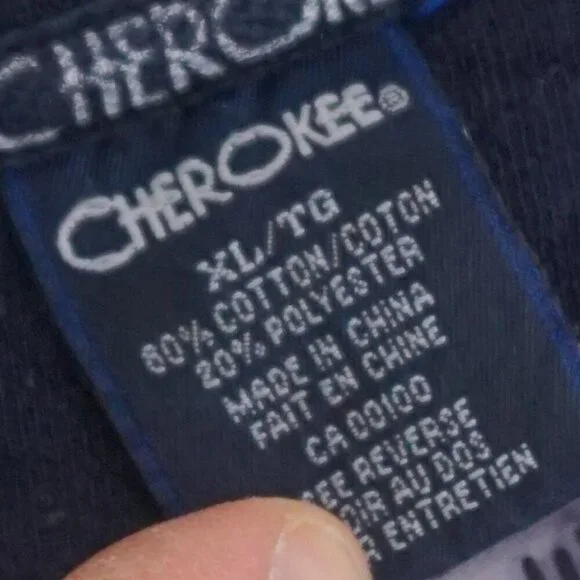 CHEROKEE
CHEROKEE®
XL/TG
80% COTTON/COTON
20% POLYESTER
MADE IN CHINA
FAIT EN CHINE
CA 00100
SEE REVERSE
VOIR AU DOS
ENTRETIEN